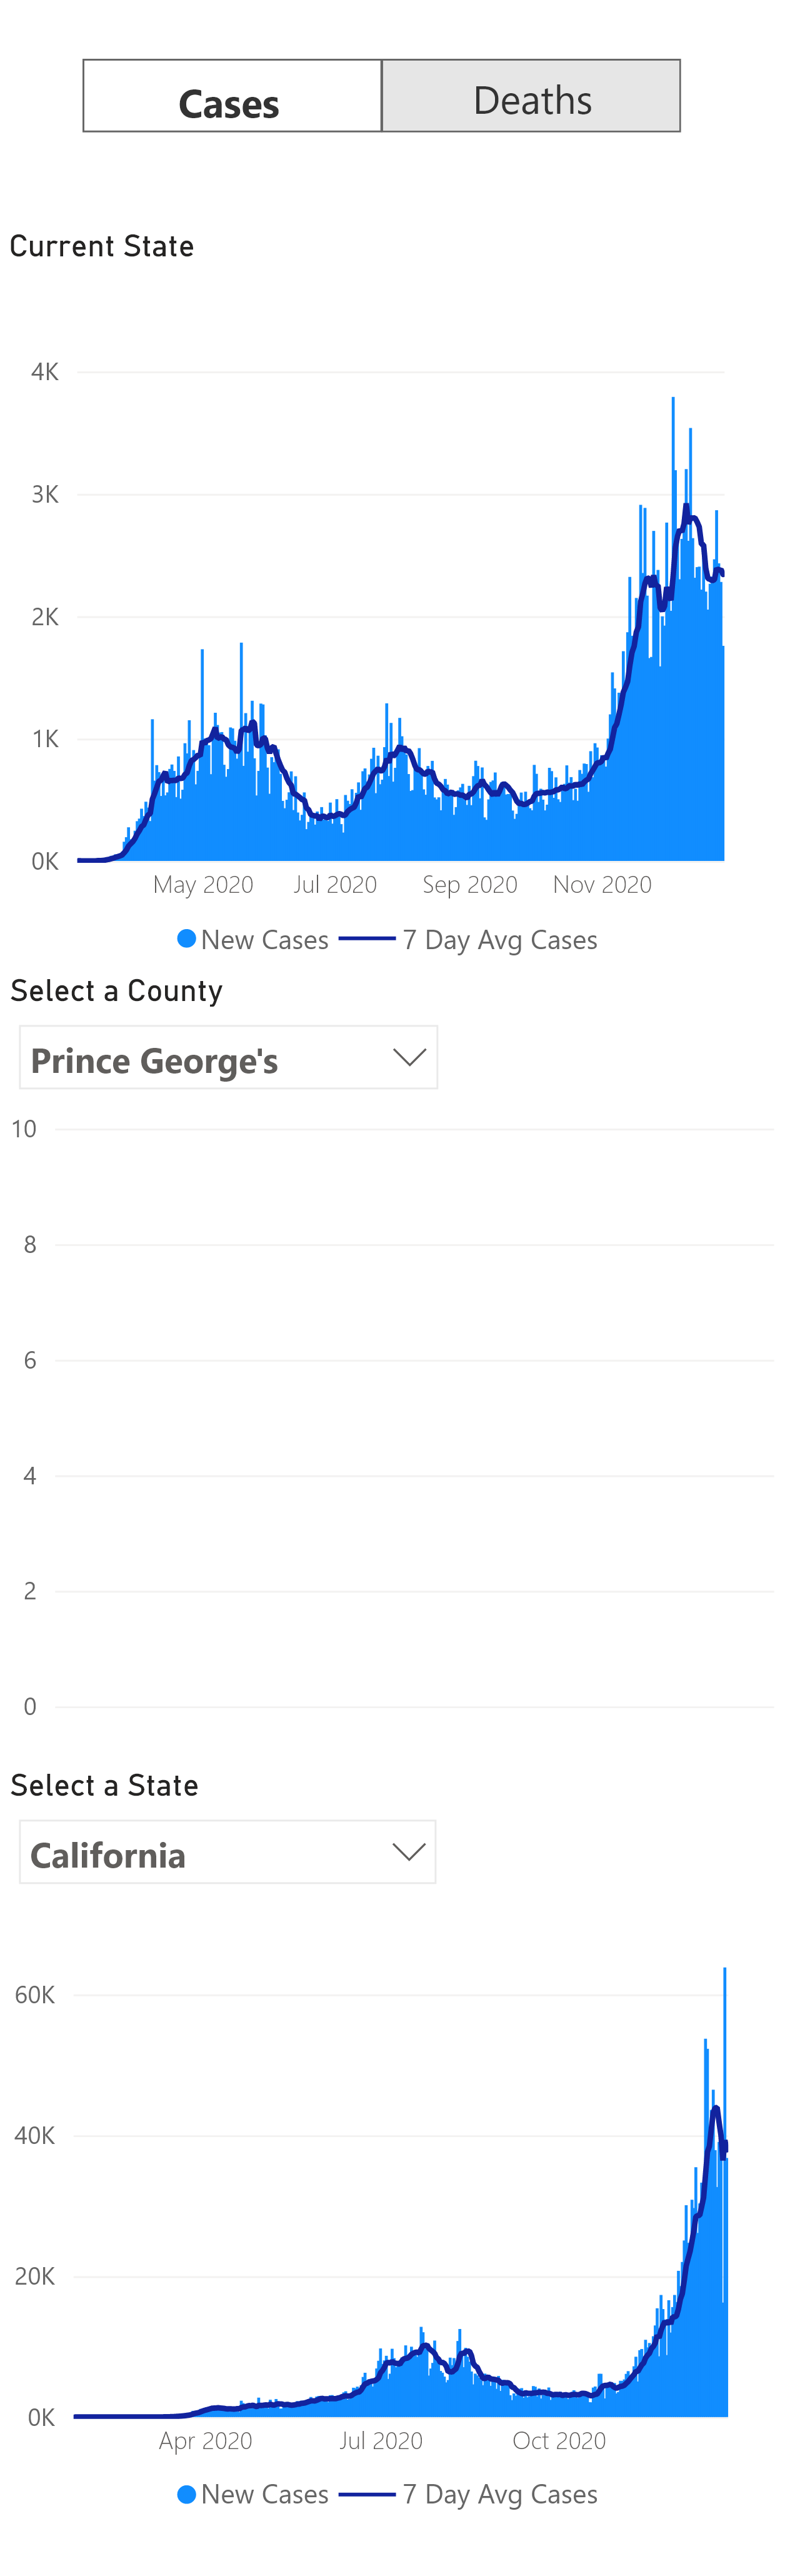 Cases Deaths
Current State
4K
3K
2K
1K
0K
May 2020 Jul 2020 Sep 2020 Nov 2020
New Cases 7 Day Avg Cases
Select a County
Prince George's
10
8
6
4
2
0
Select a State
California
60K
40K
20K
0K
Apr 2020 Jul 2020 Oct 2020
New Cases 7 Day Avg Cases